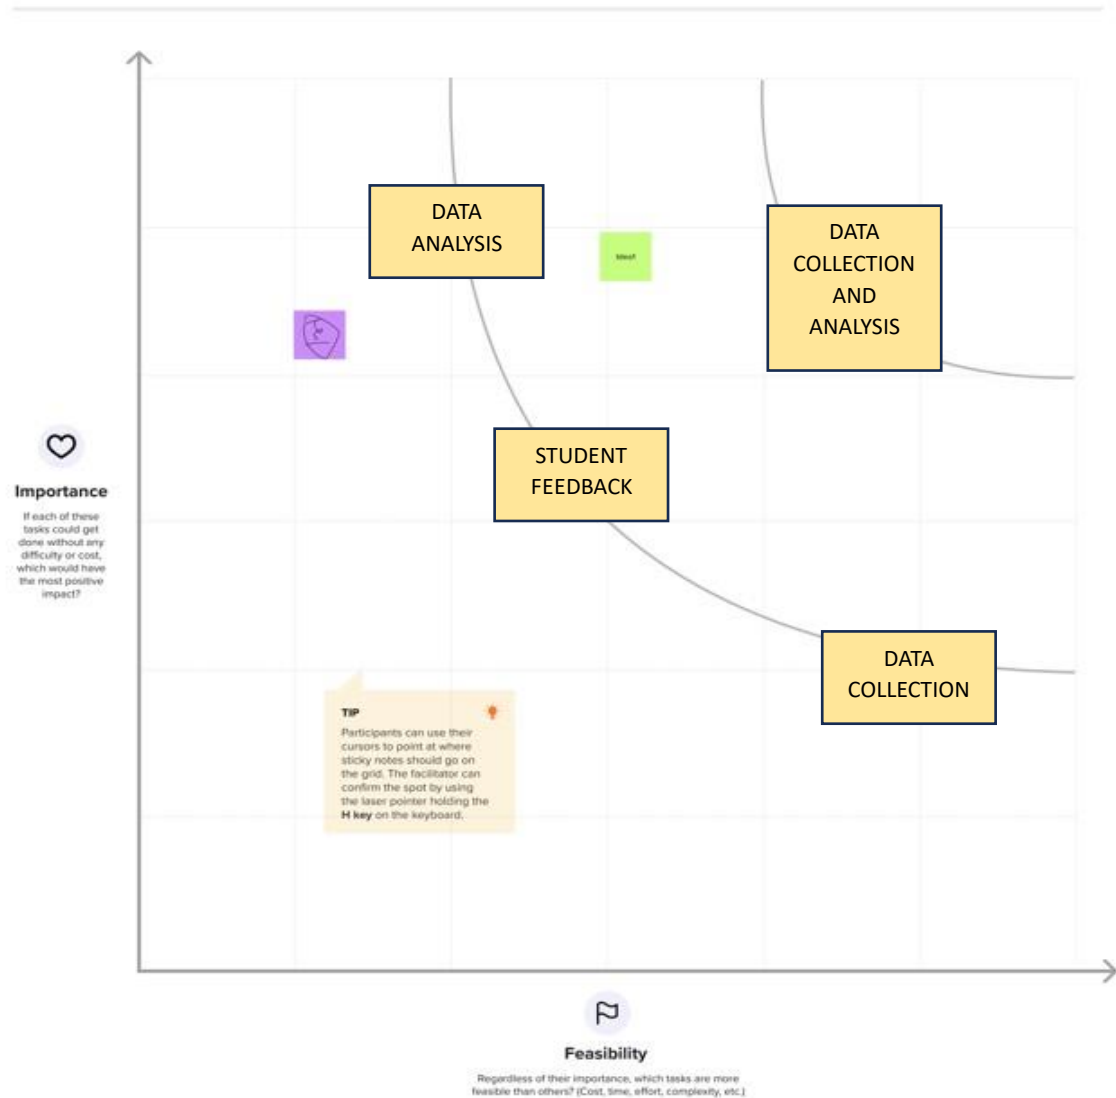 DATA
ANALYSIS
DATA
COLLECTION
AND
ANALYSIS
Importance
If each of these
tasks could get
done without any
difficulty or cost,
which would have
the most positive
impact?
STUDENT
FEEDBACK
DATA
COLLECTION
TIP
Participants can use their
cursors to point at where
sticky notes should go on
the grid. The facilitator can
confirm the spot by using
the laser pointer holding the
H key on the keyboard.
Feasibility
Regardless of their importance, which tasks are more
feasible than others? (Cost, time, effort, complexity, etc.)